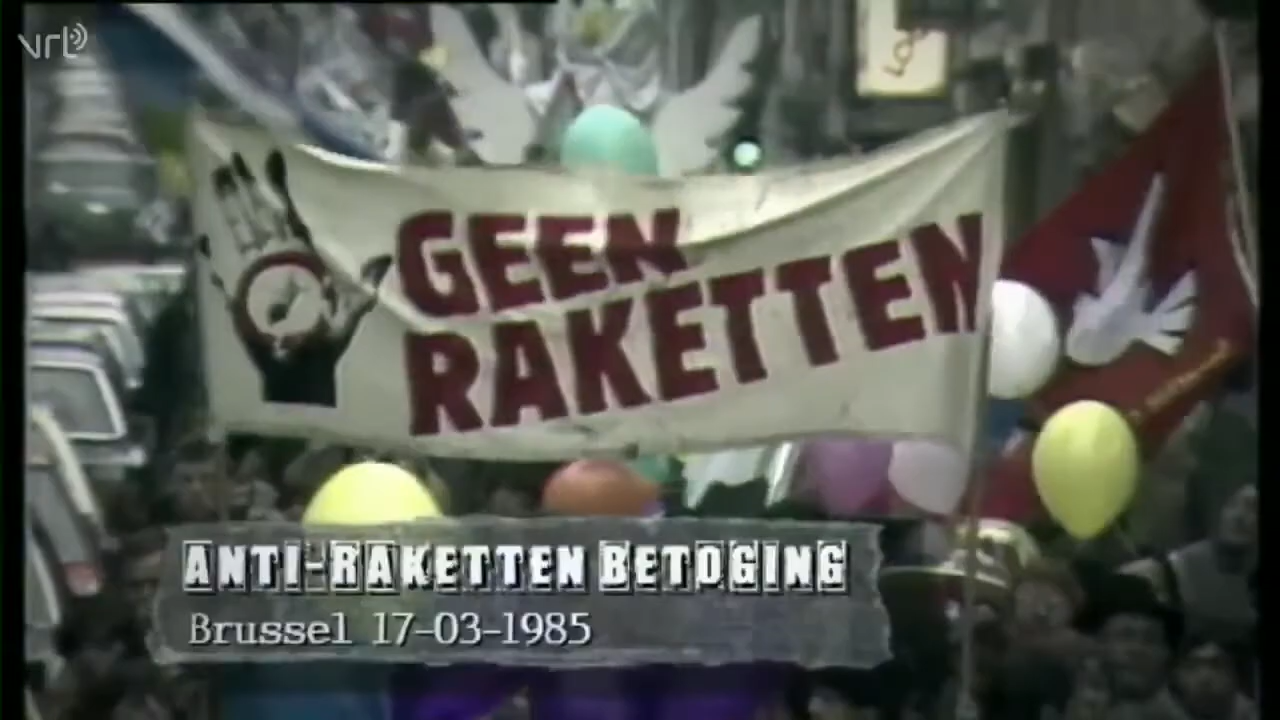 vrt
GEEN
RAKETTEN
ANTI-RAKETTEN BETOGING
Brussel 17-03-1985